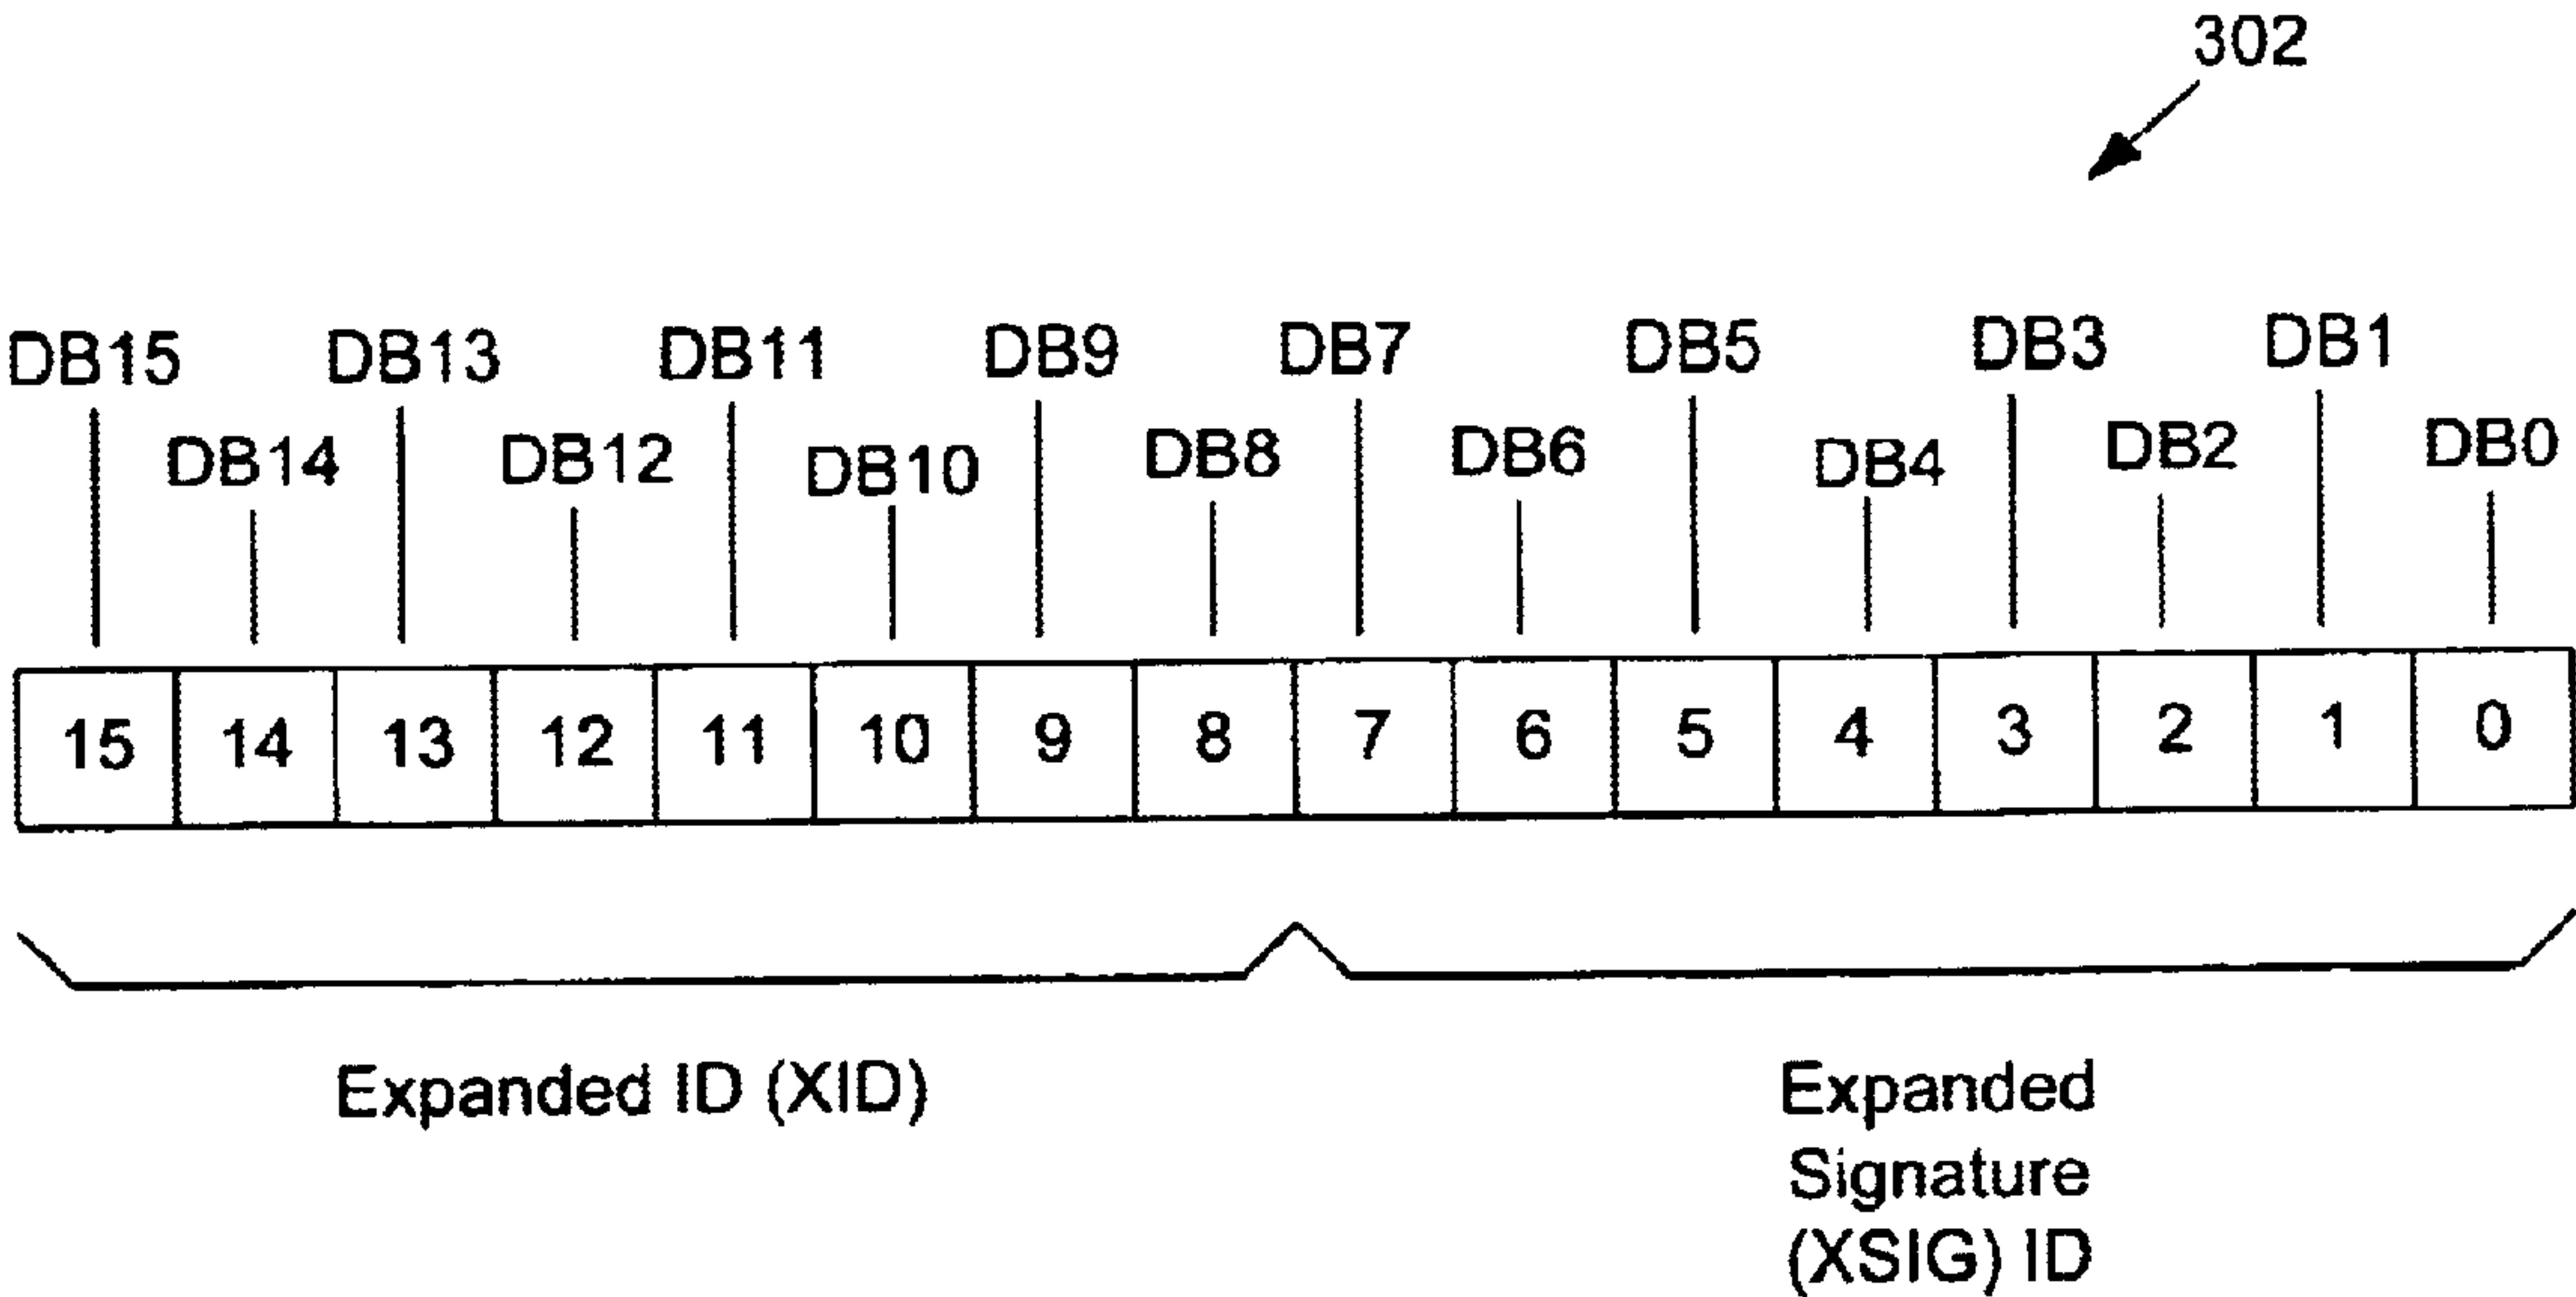 302
DB15 DB13 DB11 DB9 DB7 DB5 DB3 DB1
DB14 DB12 DB10 DB8 DB6 DB4 DB2 DB0
15 14 13 12 11 10 9 8 7 6 5 4 3 2 1 0
Expanded ID (XID)
Expanded
Signature
(XSIG) ID